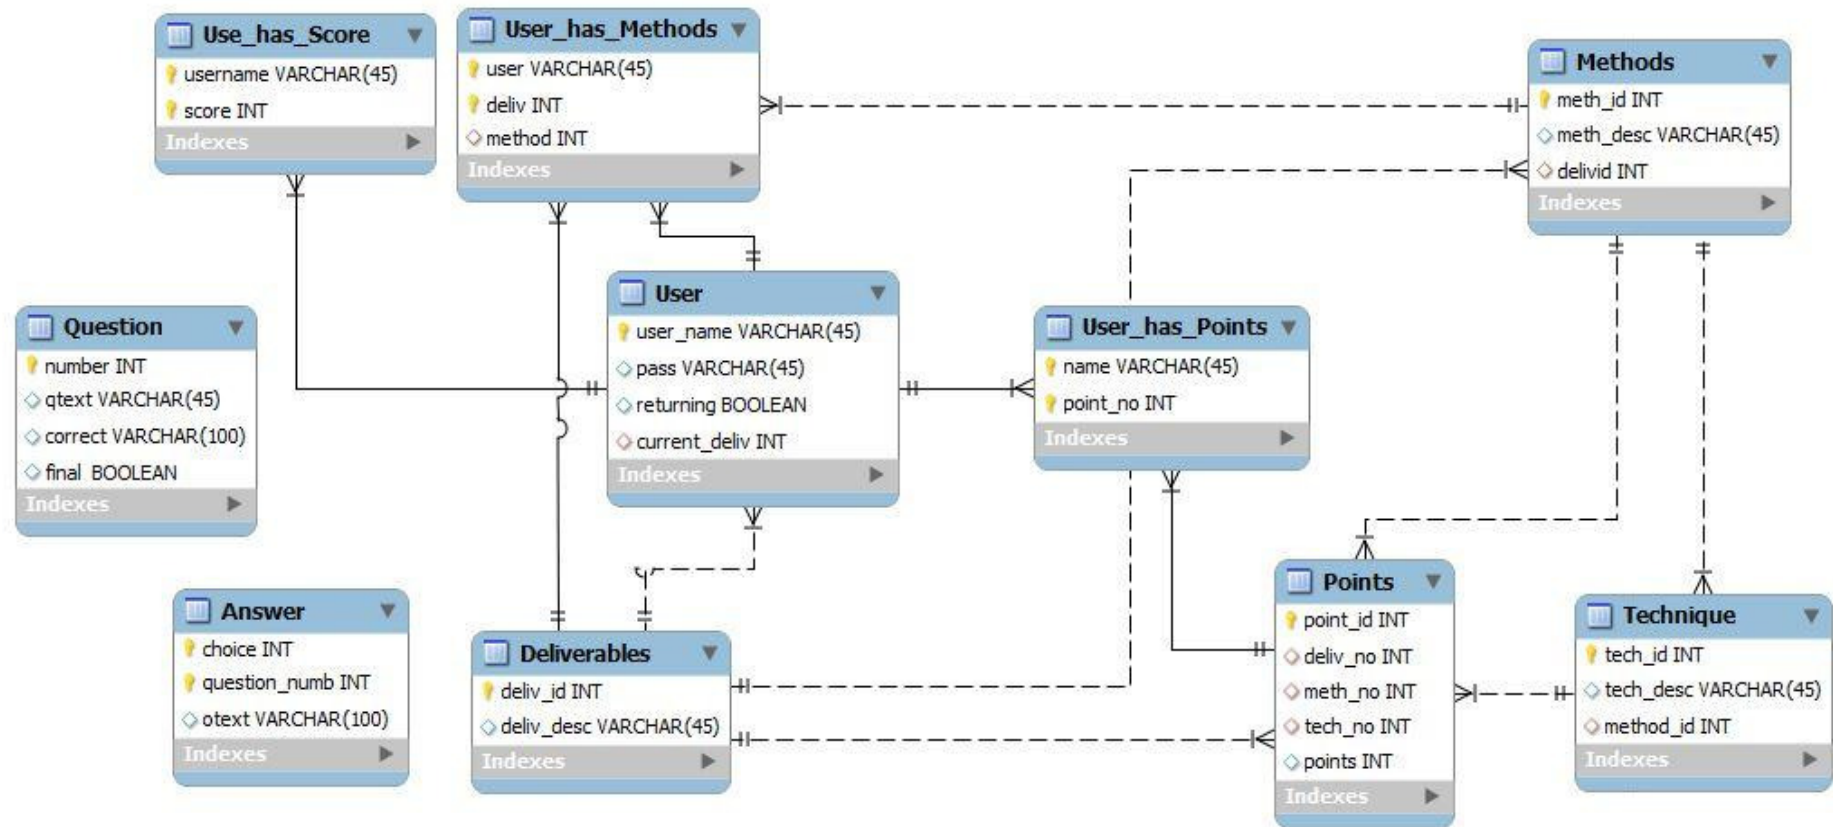 Use_has_Score
username VARCHAR(45)
score INT
Indexes
User_has_Methods
user VARCHAR(45)
deliv INT
method INT
Indexes
Methods
meth_id INT
meth_desc VARCHAR(45)
delivid INT
Indexes
Question
number INT
qtext VARCHAR(45)
correct VARCHAR(100)
final BOOLEAN
Indexes
User
user_name VARCHAR(45)
pass VARCHAR(45)
returning BOOLEAN
current_deliv INT
Indexes
User_has_Points
name VARCHAR(45)
point_no INT
Indexes
Answer
choice INT
question_numb INT
otext VARCHAR(100)
Indexes
Deliverables
deliv_id INT
deliv_desc VARCHAR(45)
Indexes
Points
point_id INT
deliv_no INT
meth_no INT
tech_no INT
points INT
Indexes
Technique
tech_id INT
tech_desc VARCHAR(45)
method_id INT
Indexes